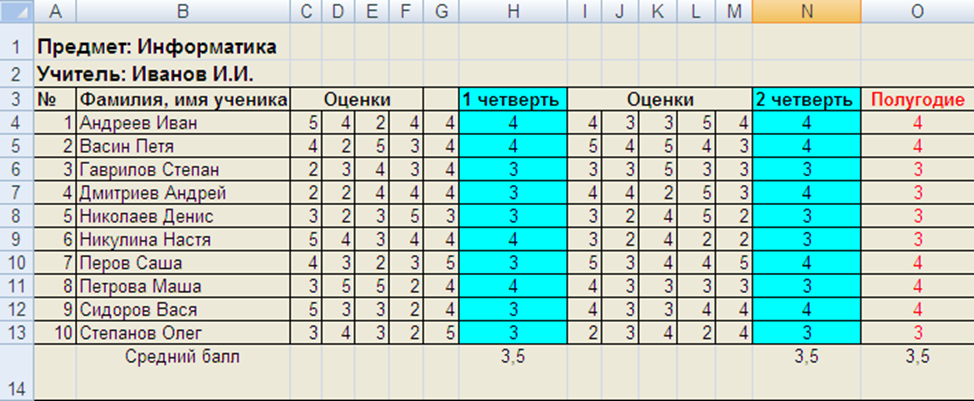 A B C D E F G H I J K L M N O
1 Предмет: Информатика
2 Учитель: Иванов И.И.
3 № Фамилия, имя ученика Оценки 1 четверть Оценки 2 четверть Полугодие
4 1 Андреев Иван 5 4 2 4 4 4 4 3 3 5 4 4 4
5 2 Васин Петя 4 2 5 3 4 4 5 4 5 4 3 4 4
6 3 Гаврилов Степан 2 3 4 3 4 3 3 3 5 3 3 3 3
7 4 Дмитриев Андрей 2 2 4 4 4 3 4 4 2 5 3 4 3
8 5 Николаев Денис 3 2 3 5 3 3 3 2 4 5 2 3 3
9 6 Никулина Настя 5 4 3 4 4 4 3 2 4 2 2 3 3
10 7 Перов Саша 4 3 2 3 5 3 5 3 4 4 5 4 4
11 8 Петрова Маша 3 5 5 2 4 4 4 3 3 3 3 3 4
12 9 Сидоров Вася 5 3 3 2 4 3 4 3 3 4 4 4 4
13 10 Степанов Олег 3 4 3 2 5 3 2 3 4 2 4 3 3
14 Средний балл 3,5 3,5 3,5